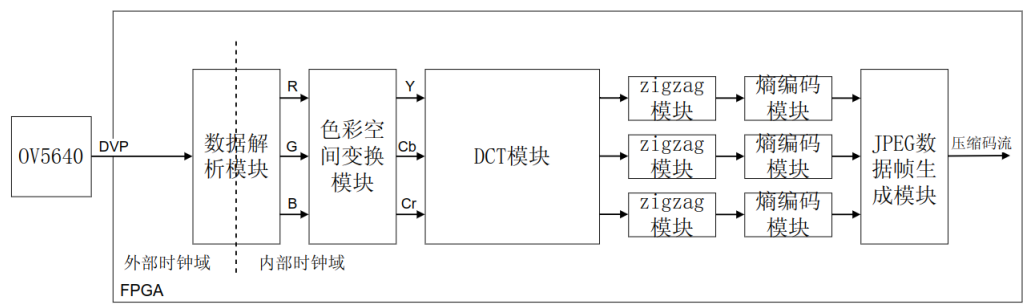 OV5640
DVP
数据解
析模块
R
G
B
色彩空
间变换
模块
Y
Cb
Cr
DCT模块
zigzag
模块
熵编码
模块
zigzag
模块
熵编码
模块
zigzag
模块
熵编码
模块
JPEG数
据帧生
成模块
压缩码流
外部时钟域
内部时钟域
FPGA